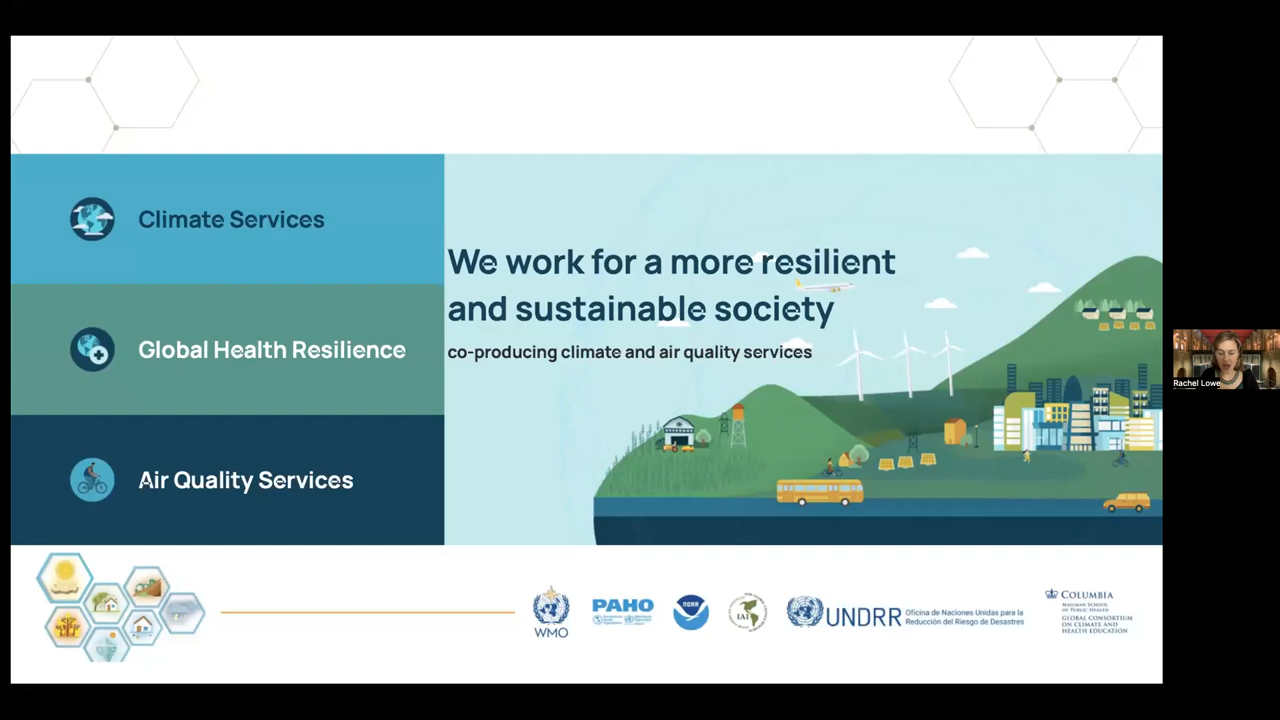 Climate Services
Global Health Resilience
Air Quality Services
We work for a more resilient
and sustainable society
co-producing climate and air quality services
WMO
PAHO
NOAA
IAI
UNDRR
Oficina de Naciones Unidas para la
Reducción del Riesgo de Desastres
COLUMBIA
MAILMAN SCHOOL
OF PUBLIC HEALTH
GLOBAL CONSORTIUM
ON CLIMATE AND
HEALTH EDUCATION
Rachel Lowe